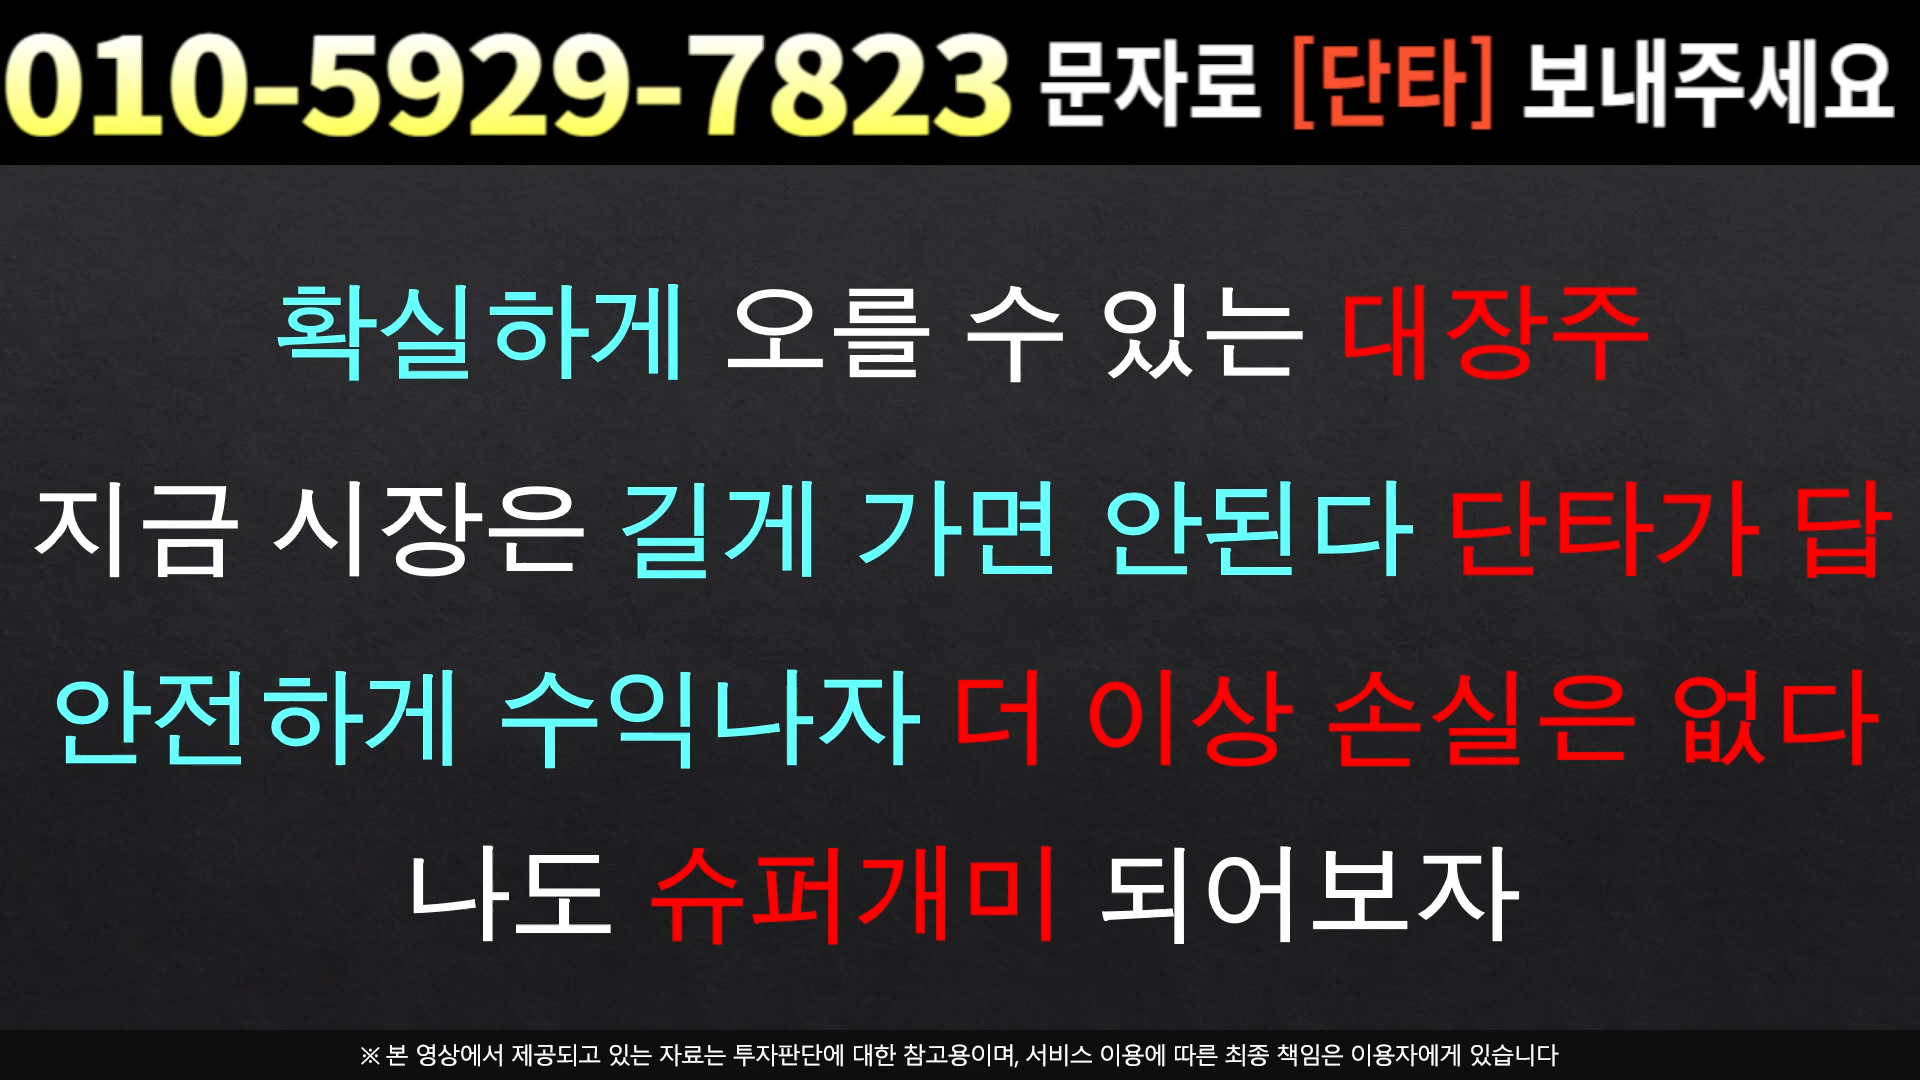 010-5929-7823 문자로 [단타] 보내주세요
확실하게 오를 수 있는 대장주
지금 시장은 길게 가면 안된다 단타가 답
안전하게 수익나자 더 이상 손실은 없다
나도 슈퍼개미 되어보자
※ 본 영상에서 제공되고 있는 자료는 투자판단에 대한 참고용이며, 서비스 이용에 따른 최종 책임은 이용자에게 있습니다